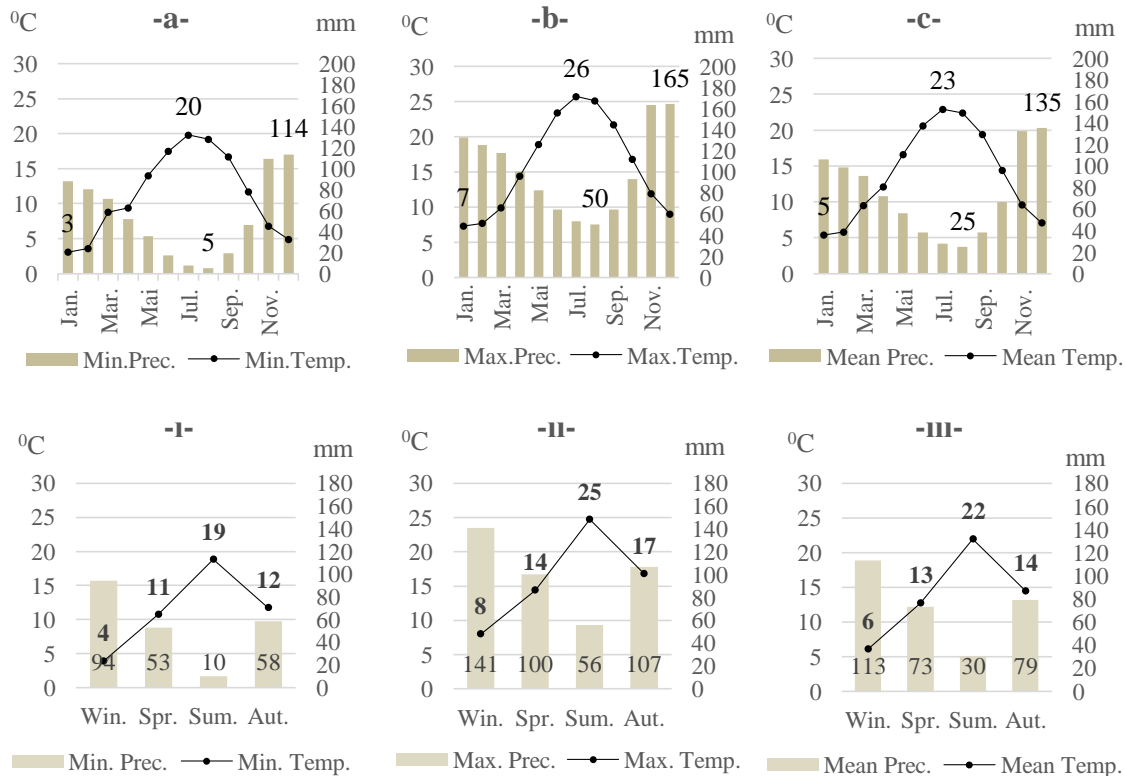 -a-
⁰C
mm
30
25
20
15
10
5
0
200
180
160
140
120
100
80
60
40
20
0
3
20
5
114
Jan.
Mar.
Mai
Jul.
Sep.
Nov.
Min.Prec.
Min.Temp.
-b-
⁰C
mm
30
25
20
15
10
5
0
200
180
160
140
120
100
80
60
40
20
0
7
26
50
165
Jan.
Mar.
Mai
Jul.
Sep.
Nov.
Max.Prec.
Max.Temp.
-c-
⁰C
mm
30
25
20
15
10
5
0
200
180
160
140
120
100
80
60
40
20
0
5
23
25
135
Jan.
Mar.
Mai
Jul.
Sep.
Nov.
Mean Prec.
Mean Temp.
-i-
⁰C
mm
30
25
20
15
10
5
0
180
160
140
120
100
80
60
40
20
0
4
11
19
12
94
53
10
58
Win.
Spr.
Sum.
Aut.
Min. Prec.
Min. Temp.
-ii-
⁰C
mm
30
25
20
15
10
5
0
180
160
140
120
100
80
60
40
20
0
8
14
25
17
141
100
56
107
Win.
Spr.
Sum.
Aut.
Max. Prec.
Max. Temp.
-iii-
⁰C
mm
30
25
20
15
10
5
0
180
160
140
120
100
80
60
40
20
0
6
13
22
14
113
73
30
79
Win.
Spr.
Sum.
Aut.
Mean Prec.
Mean Temp.